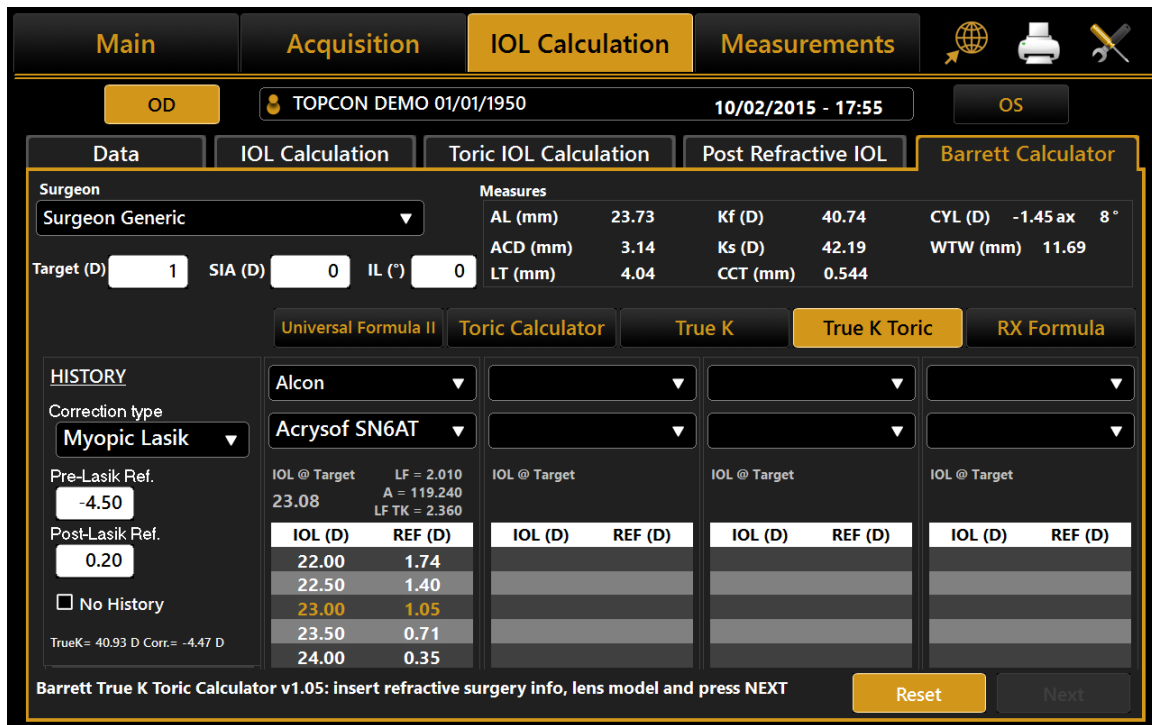 Main Acquisition IOL Calculation Measurements
OD TOPCON DEMO 01/01/1950 10/02/2015 - 17:55 OS
Data IOL Calculation Toric IOL Calculation Post Refractive IOL Barrett Calculator
Surgeon Measures
Surgeon Generic
AL (mm) 23.73 Kf (D) 40.74 CYL (D) -1.45 ax 8°
ACD (mm) 3.14 Ks (D) 42.19 WTW (mm) 11.69
Target (D) 1 SIA (D) 0 IL (°) 0
LT (mm) 4.04 CCT (mm) 0.544
Universal Formula II Toric Calculator True K True K Toric RX Formula
HISTORY
Correction type
Myopic Lasik
Pre-Lasik Ref.
-4.50
Post-Lasik Ref.
0.20
No History
TrueK= 40.93 D Corr.= -4.47 D
Alcon
Acrysof SN6AT
IOL @ Target LF = 2.010
23.08 A = 119.240
LF TK = 2.360
IOL (D) REF (D)
22.00 1.74
22.50 1.40
23.00 1.05
23.50 0.71
24.00 0.35
IOL @ Target
IOL (D) REF (D)
IOL @ Target
IOL (D) REF (D)
IOL @ Target
IOL (D) REF (D)
Barrett True K Toric Calculator v1.05: insert refractive surgery info, lens model and press NEXT
Reset Next